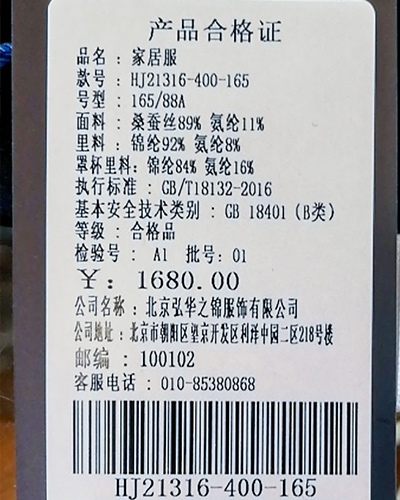 产品合格证
品名：家居服
款号：HJ21316-400-165
号型：165/88A
面料：桑蚕丝89% 氨纶11%
里料：锦纶92% 氨纶8%
罩杯里料：锦纶84% 氨纶16%
执行标准：GB/T18132-2016
基本安全技术类别：GB 18401（B类）
等级：合格品
检验号： A1 批号：01
¥：1680.00
公司名称：北京弘华之锦服饰有限公司
公司地址：北京市朝阳区望京开发区利泽中园二区218号楼
邮编：100102
客服电话：010-85380868
HJ21316-400-165